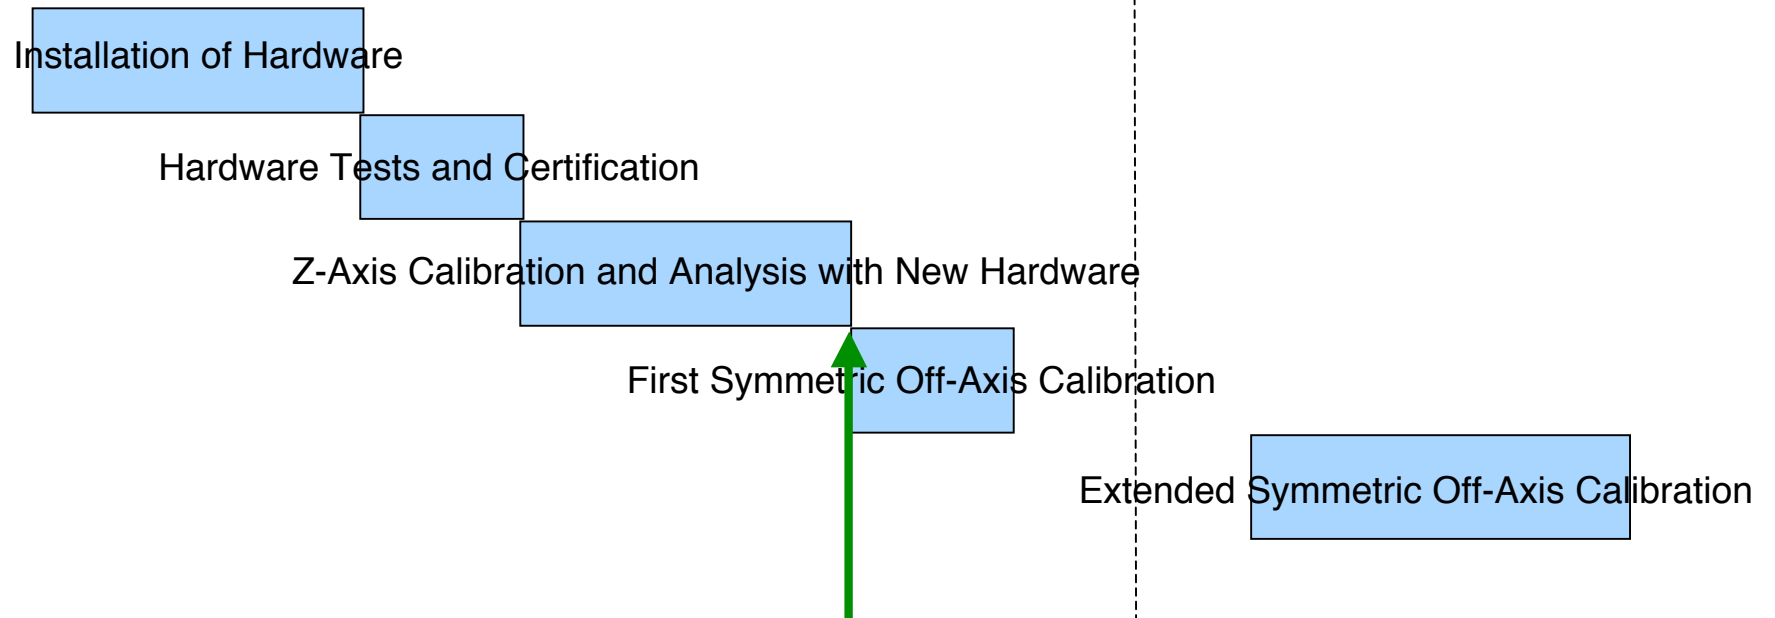 Installation of Hardware
Hardware Tests and Certification
Z-Axis Calibration and Analysis with New Hardware
First Symmetric Off-Axis Calibration
Extended Symmetric Off-Axis Calibration